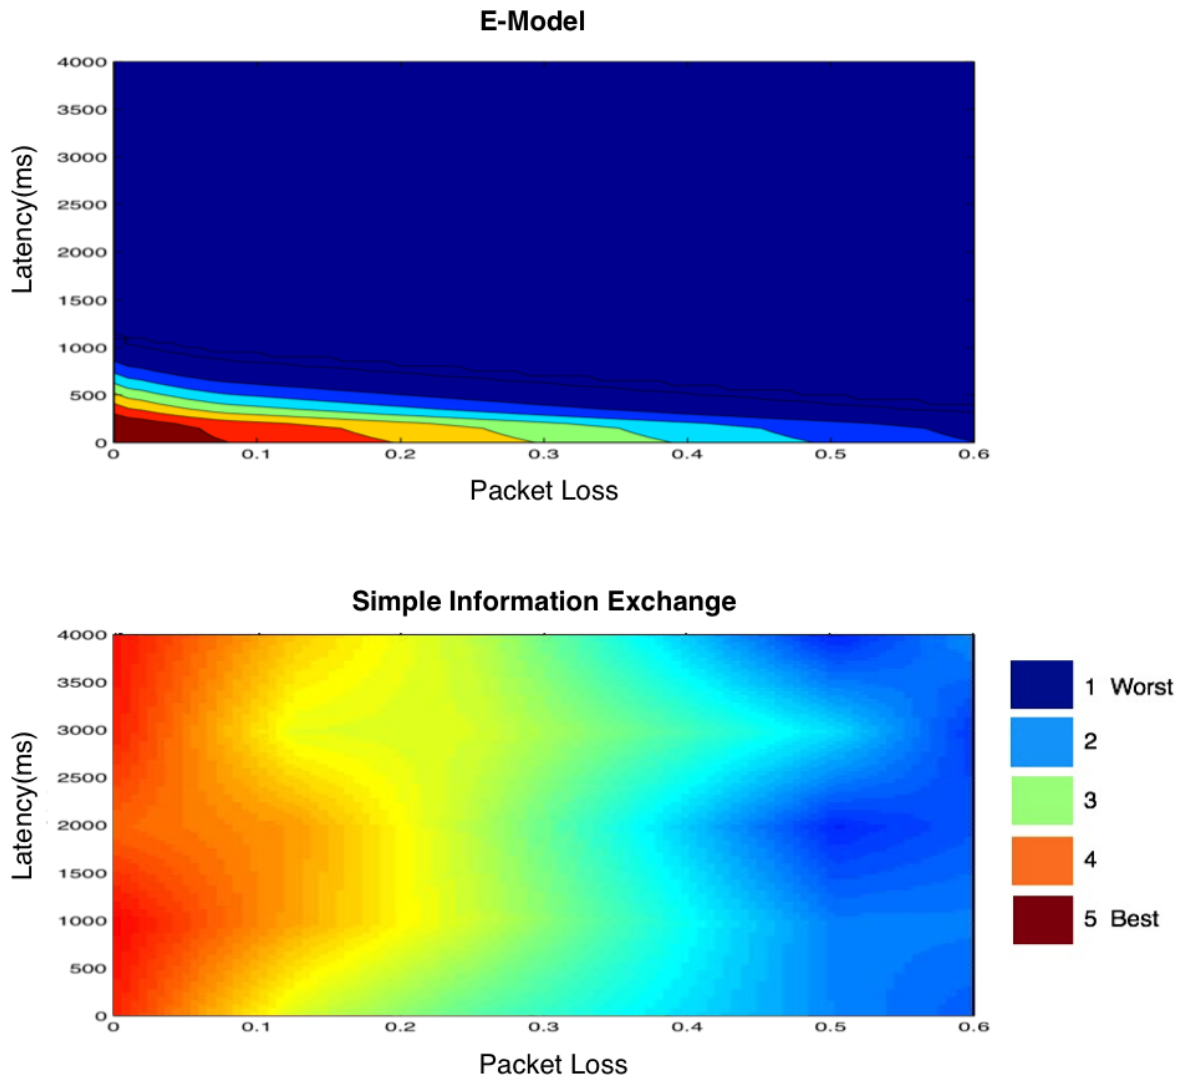 E-Model
4000
3500
3000
2500
2000
1500
1000
500
0
Latency(ms)
0 0.1 0.2 0.3 0.4 0.5 0.6
Packet Loss
Simple Information Exchange
4000
3500
3000
2500
2000
1500
1000
500
0
Latency(ms)
0 0.1 0.2 0.3 0.4 0.5 0.6
Packet Loss
1 Worst
2
3
4
5 Best